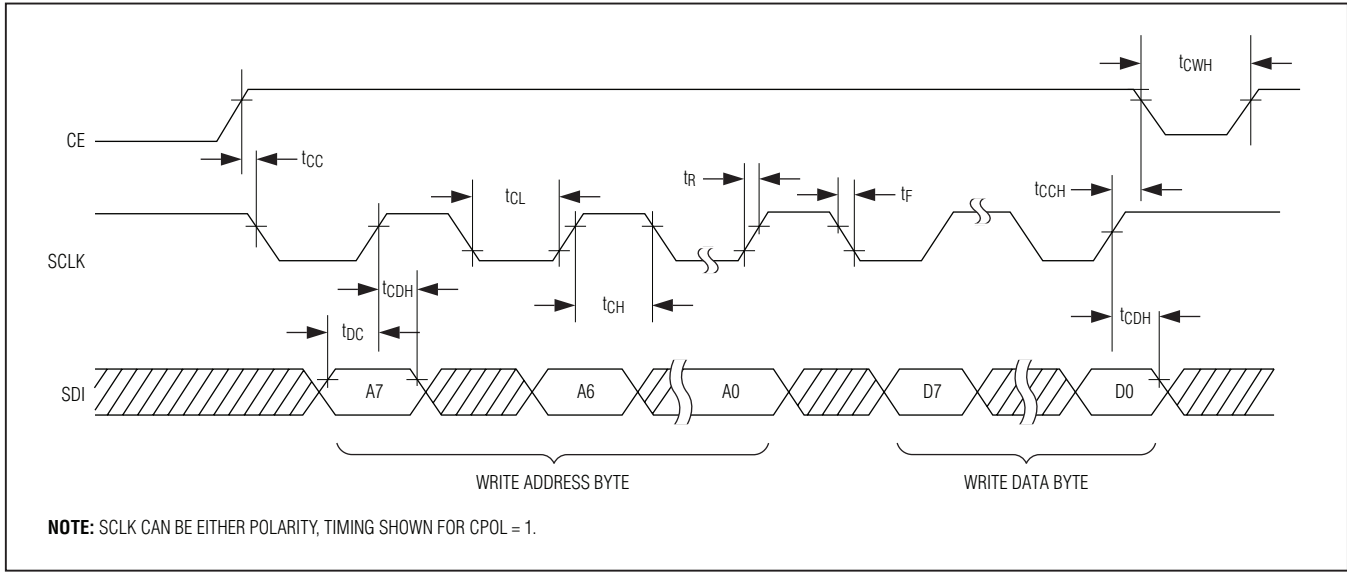 tCWH
CE
tCC
tCL
tR
tF
tCCH
SCLK
tCDH
tCH
tDC
tCDH
SDI
A7
A6
A0
D7
D0
WRITE ADDRESS BYTE
WRITE DATA BYTE
NOTE: SCLK CAN BE EITHER POLARITY, TIMING SHOWN FOR CPOL = 1.